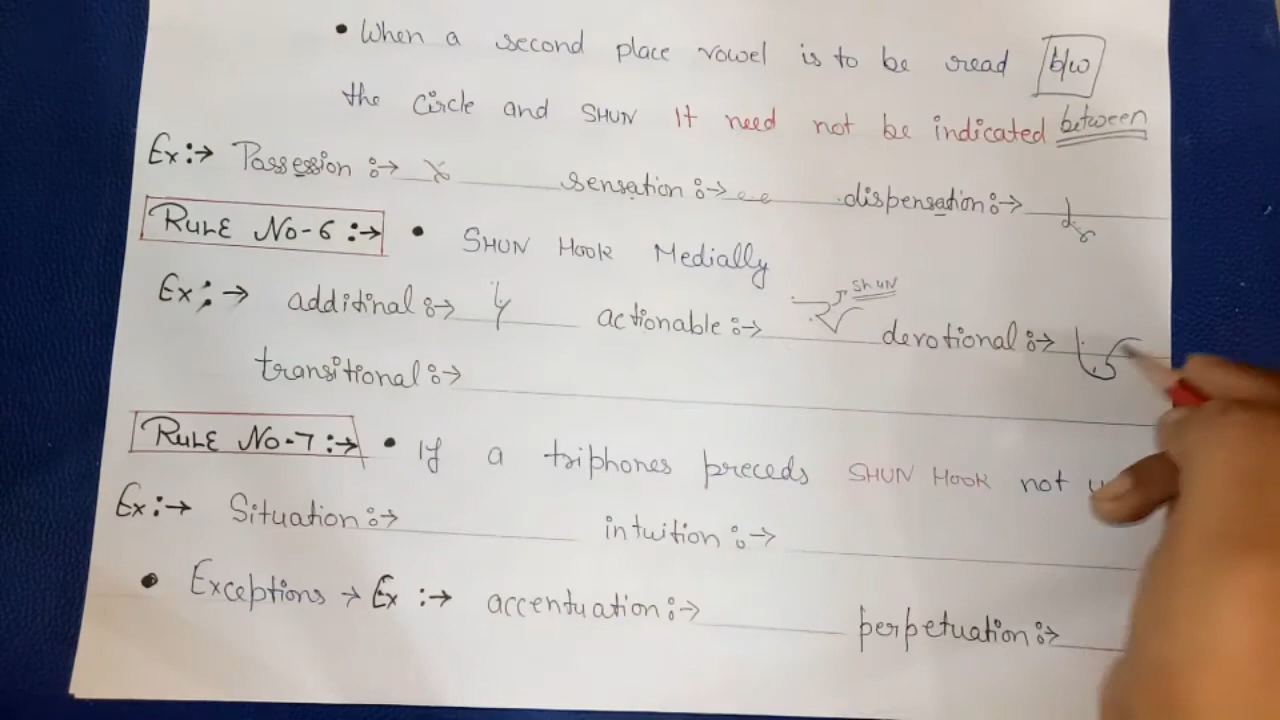 • When a second place vowel is to be read b/w
the circle and SHUN It need not be indicated between
Ex:→ Possession :→ sensation :→ dispensation :→
RULE No-6 :→ • SHUN Hook Medially
Ex:→ additinal :→ actionable :→ SHUN devotional :→
transitional :→
RULE No-7 :→ • If a triphones preceds SHUN HOOK not
Ex:→ Situation :→ intuition :→
• Exceptions → Ex :→ accentuation :→ perpetuation :→